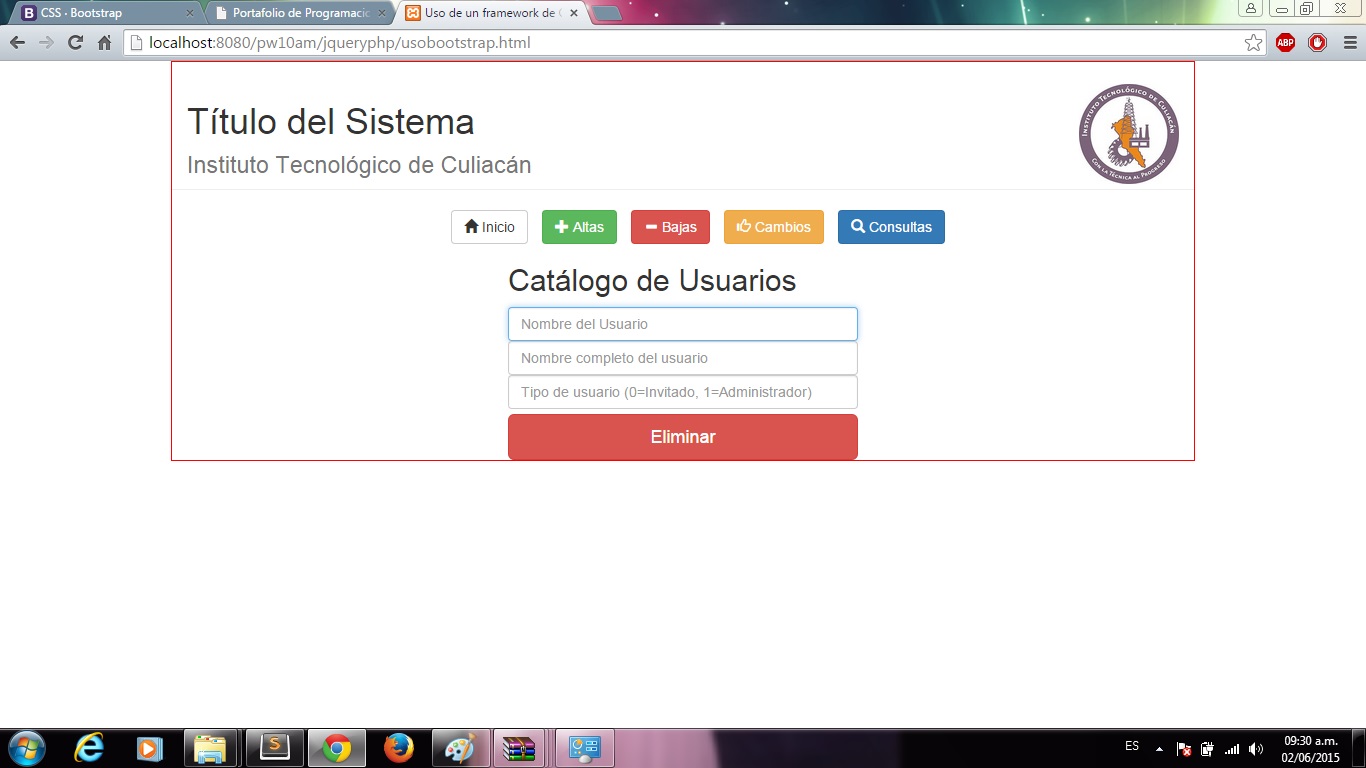 CSS · Bootstrap
Portafolio de Programacio
Uso de un framework de C
localhost:8080/pw10am/jqueryphp/usobootstrap.html
ABP
Título del Sistema
Instituto Tecnológico de Culiacán
INSTITUTO TECNOLÓGICO DE CULIACÁN
CON LA TÉCNICA AL PROGRESO
Inicio
Altas
Bajas
Cambios
Consultas
Catálogo de Usuarios
Nombre del Usuario
Nombre completo del usuario
Tipo de usuario (0=Invitado, 1=Administrador)
Eliminar
ES
09:30 a.m.
02/06/2015